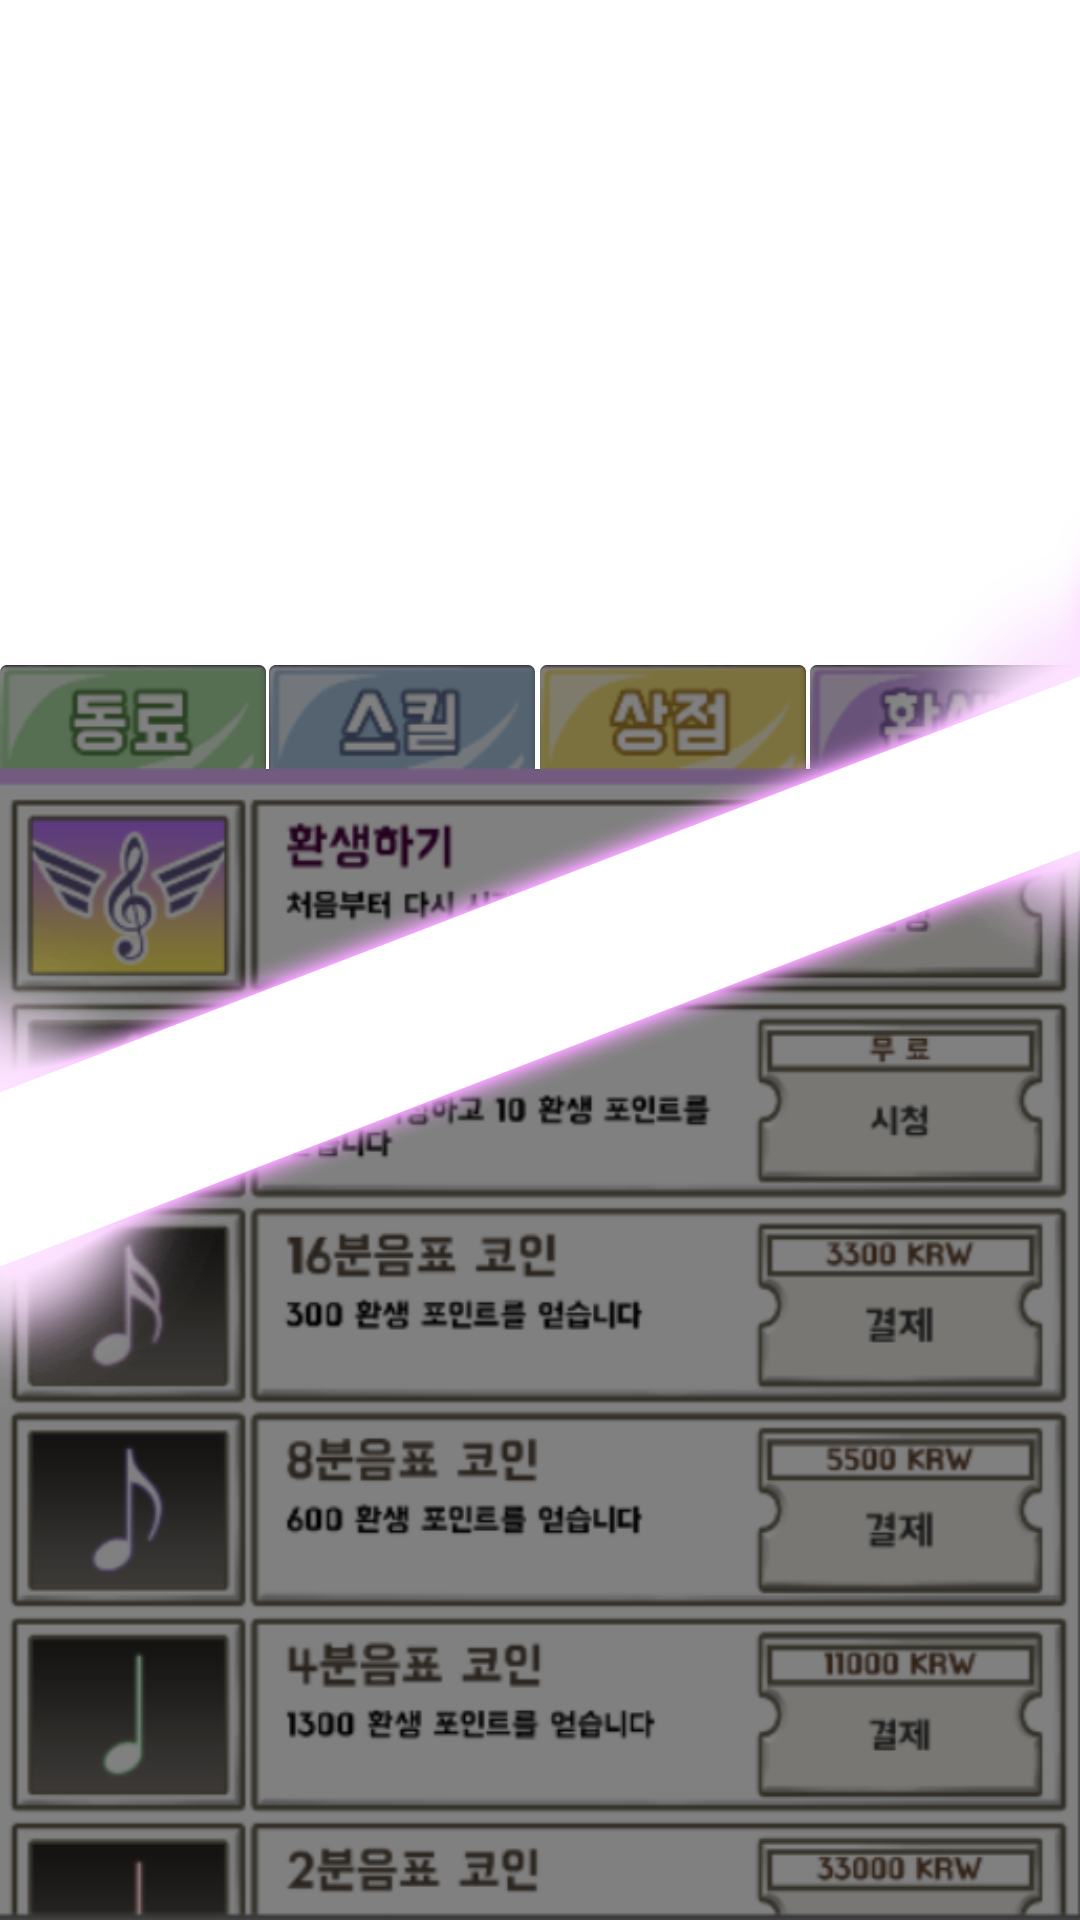 동료
스킬
상점
환생하기
처음부터 다시
무료
10 환생 포인트를
시청
16분음표 코인
300 환생 포인트를 얻습니다
3300 KRW
결제
8분음표 코인
600 환생 포인트를 얻습니다
5500 KRW
결제
4분음표 코인
1300 환생 포인트를 얻습니다
11000 KRW
결제
2분음표 코인
33000 KRW